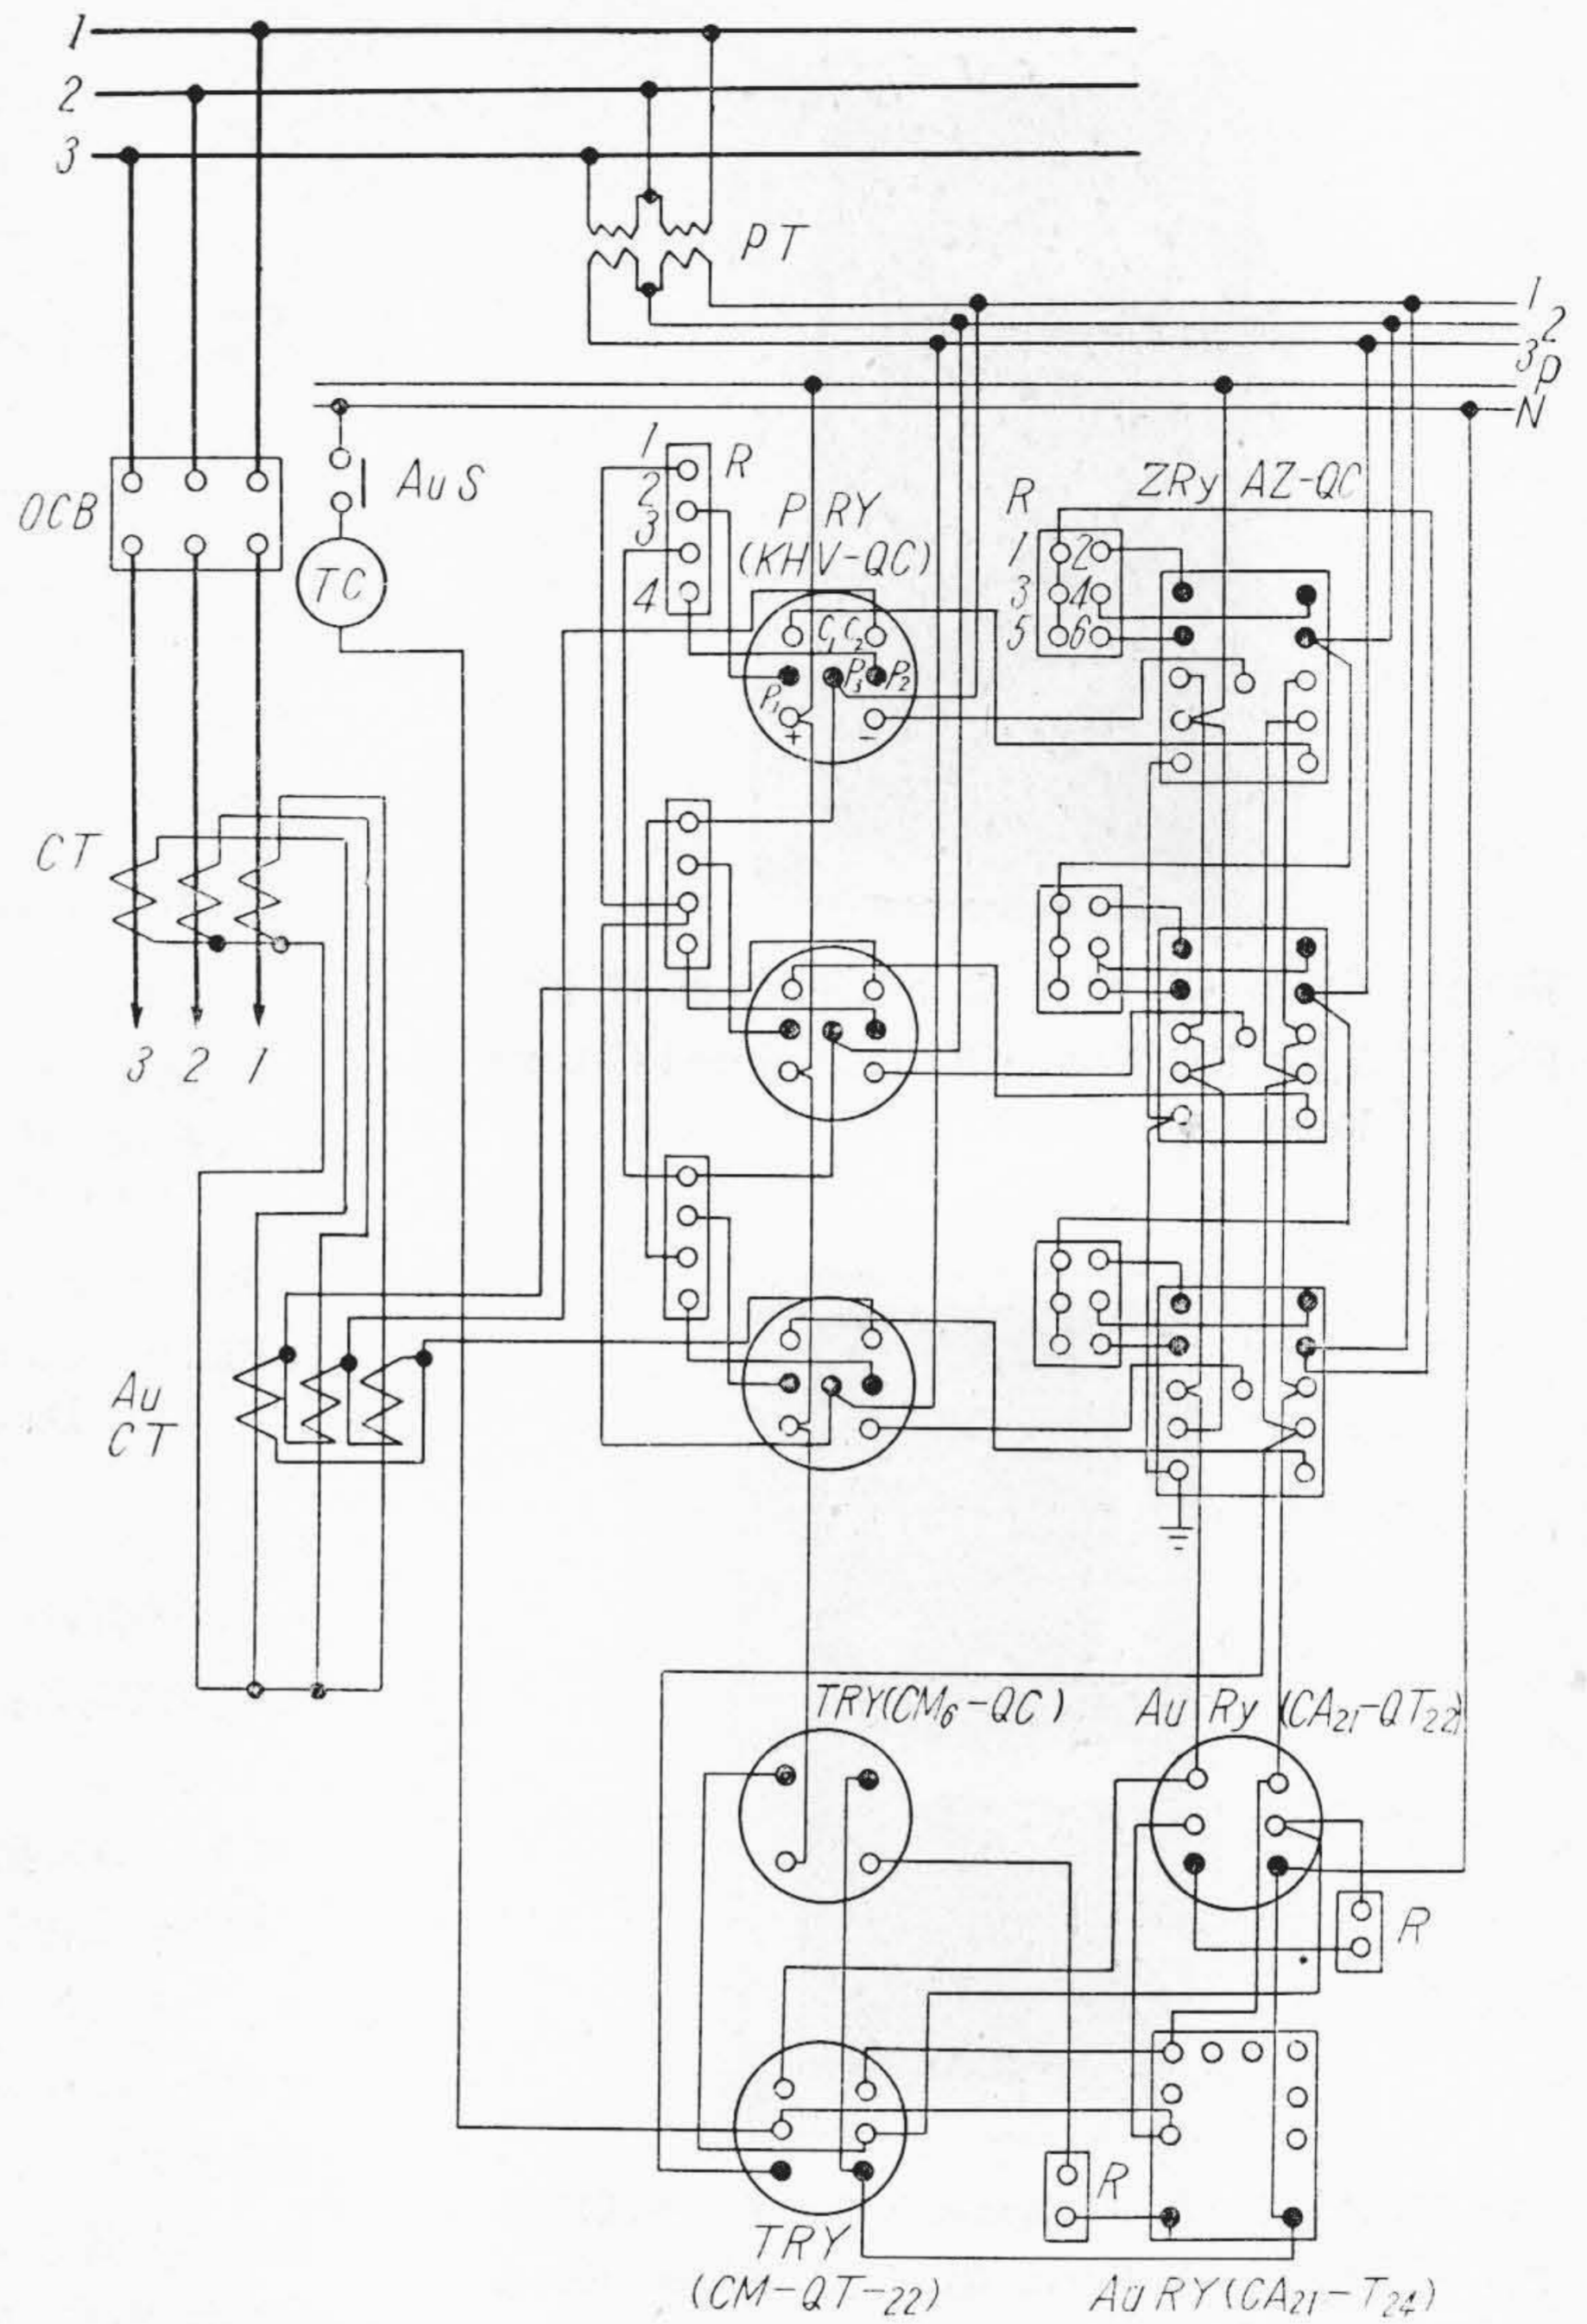 1
2
3
PT
1
2
3
P
N
OCB
AuS
TC
1
2
3
4
R
P RY
(KHV-QC)
C1 C2
P1 P3 P2
+ −
R
1 2
3 4
5 6
ZRy AZ-QC
CT
3 2 1
Au
CT
TRY(CM6-QC)
Au Ry (CA21-QT22)
R
R
TRY
(CM-QT-22)
Au RY(CA21-T24)